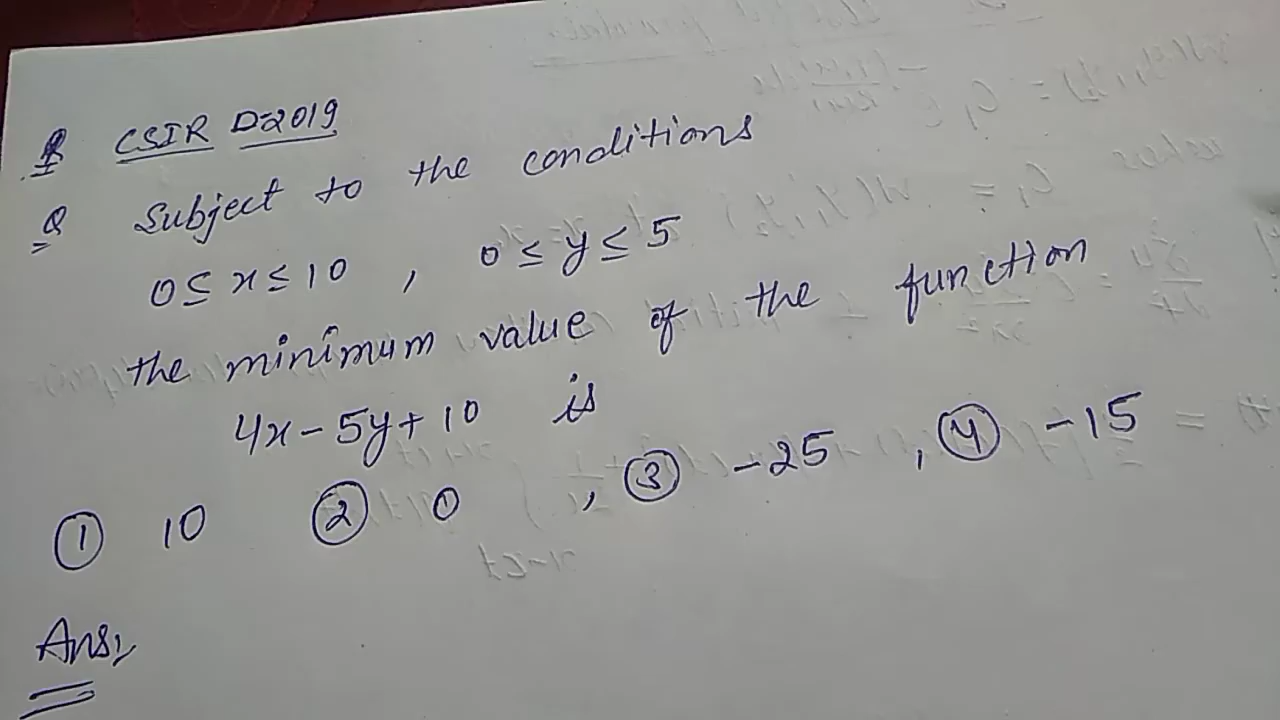 CSIR D-2019
Q Subject to the conditions
0 ≤ x ≤ 10 , 0 ≤ y ≤ 5
the minimum value of the function
4x - 5y + 10 is
① 10 ② 0 , ③ -25 , ④ -15
Ans,